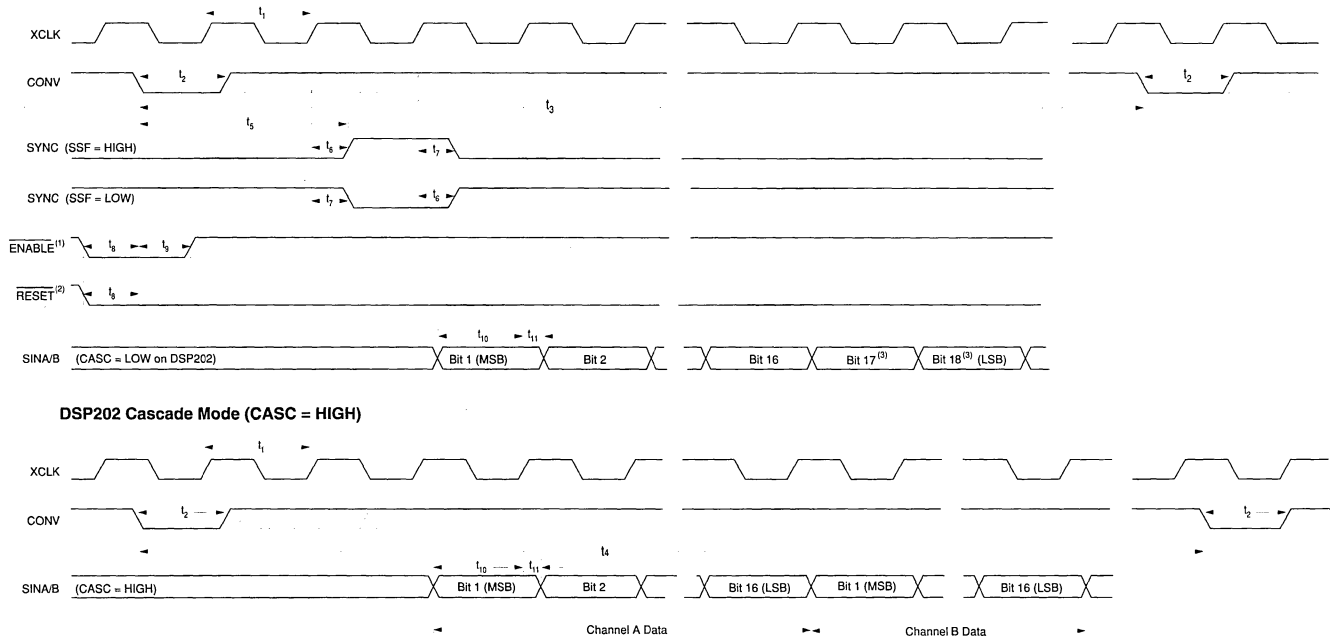 t1
XCLK
CONV t2 t2
t3
t5
SYNC (SSF = HIGH) t6 t7
SYNC (SSF = LOW) t7 t6
ENABLE(1) t8 t9
RESET(2) t8
t10 t11
SINA/B (CASC = LOW on DSP202) Bit 1 (MSB) Bit 2 Bit 16 Bit 17(3) Bit 18(3) (LSB)
DSP202 Cascade Mode (CASC = HIGH)
t1
XCLK
CONV t2 t2
t4
t10 t11
SINA/B (CASC = HIGH) Bit 1 (MSB) Bit 2 Bit 16 (LSB) Bit 1 (MSB) Bit 16 (LSB)
Channel A Data Channel B Data